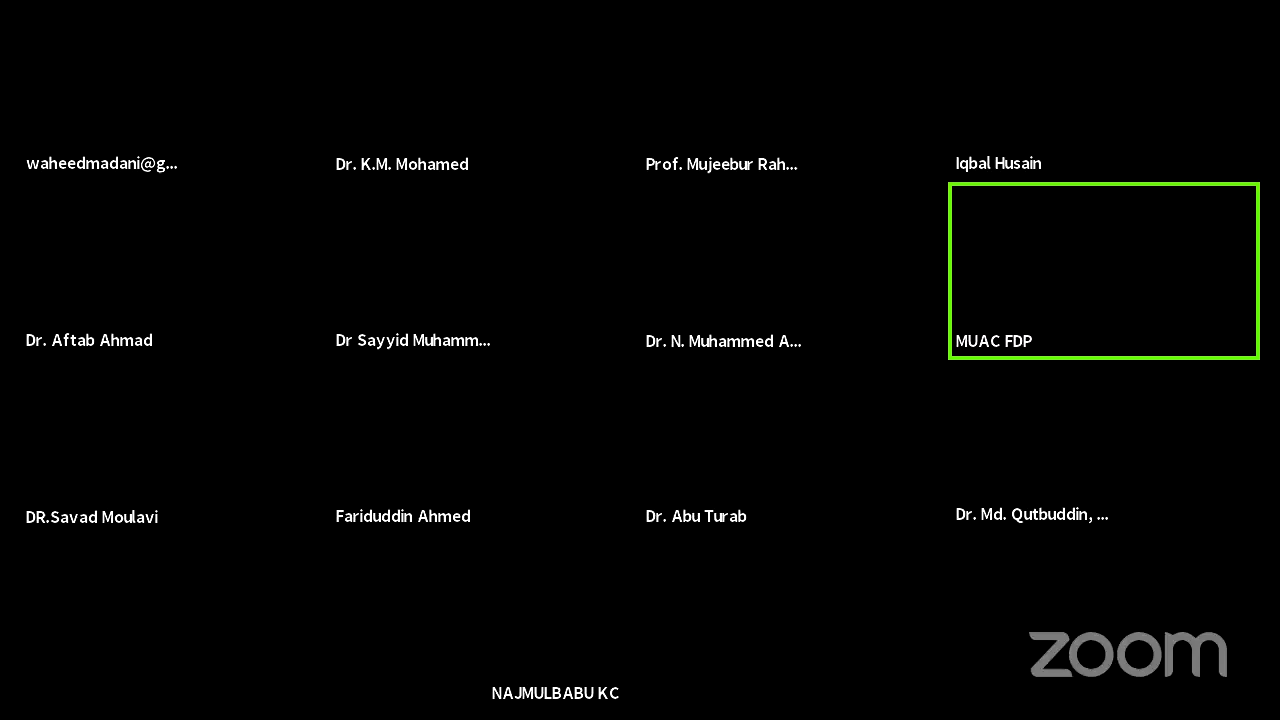 waheedmadani@g...
Dr. K.M. Mohamed
Prof. Mujeebur Rah...
Iqbal Husain
Dr. Aftab Ahmad
Dr Sayyid Muhamm...
Dr. N. Muhammed A...
MUAC FDP
DR.Savad Moulavi
Fariduddin Ahmed
Dr. Abu Turab
Dr. Md. Qutbuddin, ...
zoom
NAJMULBABU KC